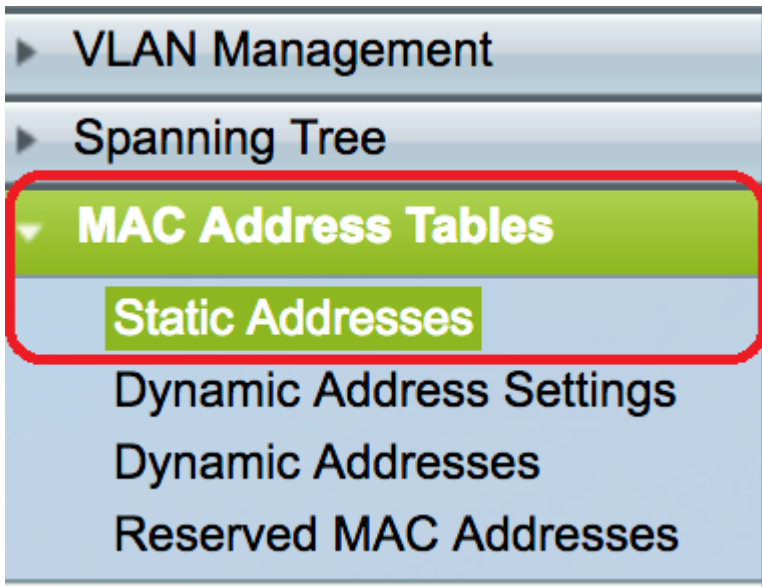 VLAN Management
Spanning Tree
MAC Address Tables
Static Addresses
Dynamic Address Settings
Dynamic Addresses
Reserved MAC Addresses